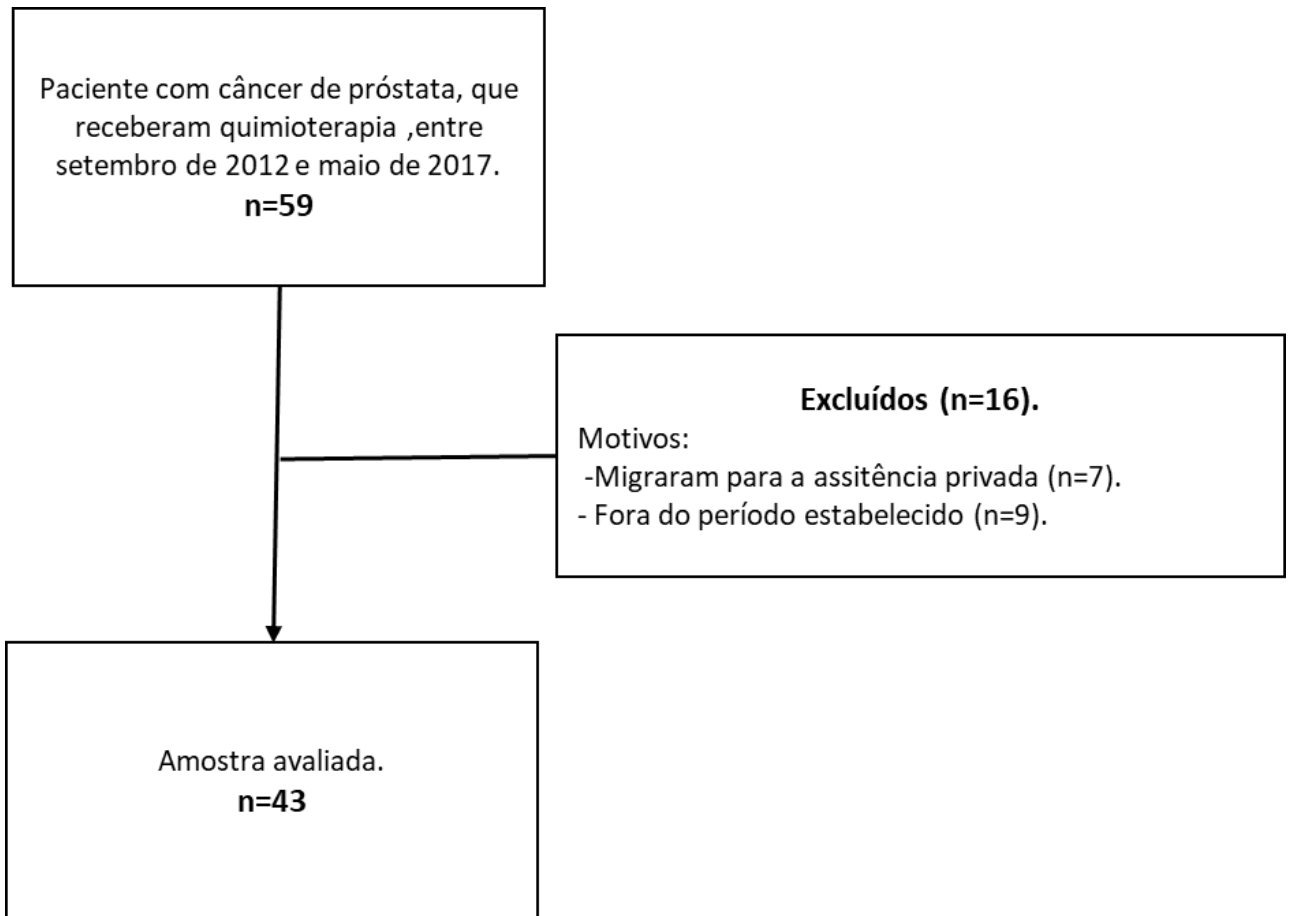 Paciente com câncer de próstata, que
receberam quimioterapia ,entre
setembro de 2012 e maio de 2017.
n=59
Excluídos (n=16).
Motivos:
-Migraram para a assitência privada (n=7).
- Fora do período estabelecido (n=9).
Amostra avaliada.
n=43